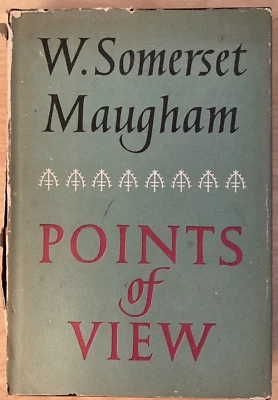 W. Somerset
Maugham
POINTS
of
VIEW